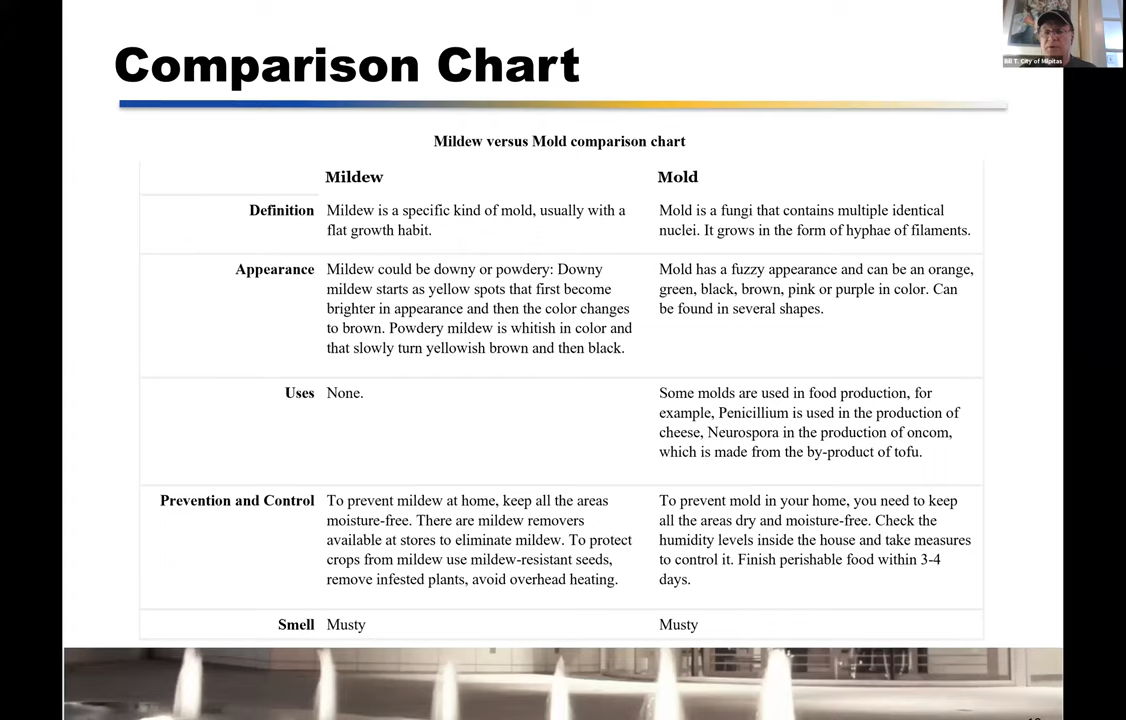 Comparison Chart
Bill T. City of Milpitas
Mildew versus Mold comparison chart
Mildew
Mold
Definition
Mildew is a specific kind of mold, usually with a
flat growth habit.
Mold is a fungi that contains multiple identical
nuclei. It grows in the form of hyphae of filaments.
Appearance
Mildew could be downy or powdery: Downy
mildew starts as yellow spots that first become
brighter in appearance and then the color changes
to brown. Powdery mildew is whitish in color and
that slowly turn yellowish brown and then black.
Mold has a fuzzy appearance and can be an orange,
green, black, brown, pink or purple in color. Can
be found in several shapes.
Uses
None.
Some molds are used in food production, for
example, Penicillium is used in the production of
cheese, Neurospora in the production of oncom,
which is made from the by-product of tofu.
Prevention and Control
To prevent mildew at home, keep all the areas
moisture-free. There are mildew removers
available at stores to eliminate mildew. To protect
crops from mildew use mildew-resistant seeds,
remove infested plants, avoid overhead heating.
To prevent mold in your home, you need to keep
all the areas dry and moisture-free. Check the
humidity levels inside the house and take measures
to control it. Finish perishable food within 3-4
days.
Smell
Musty
Musty